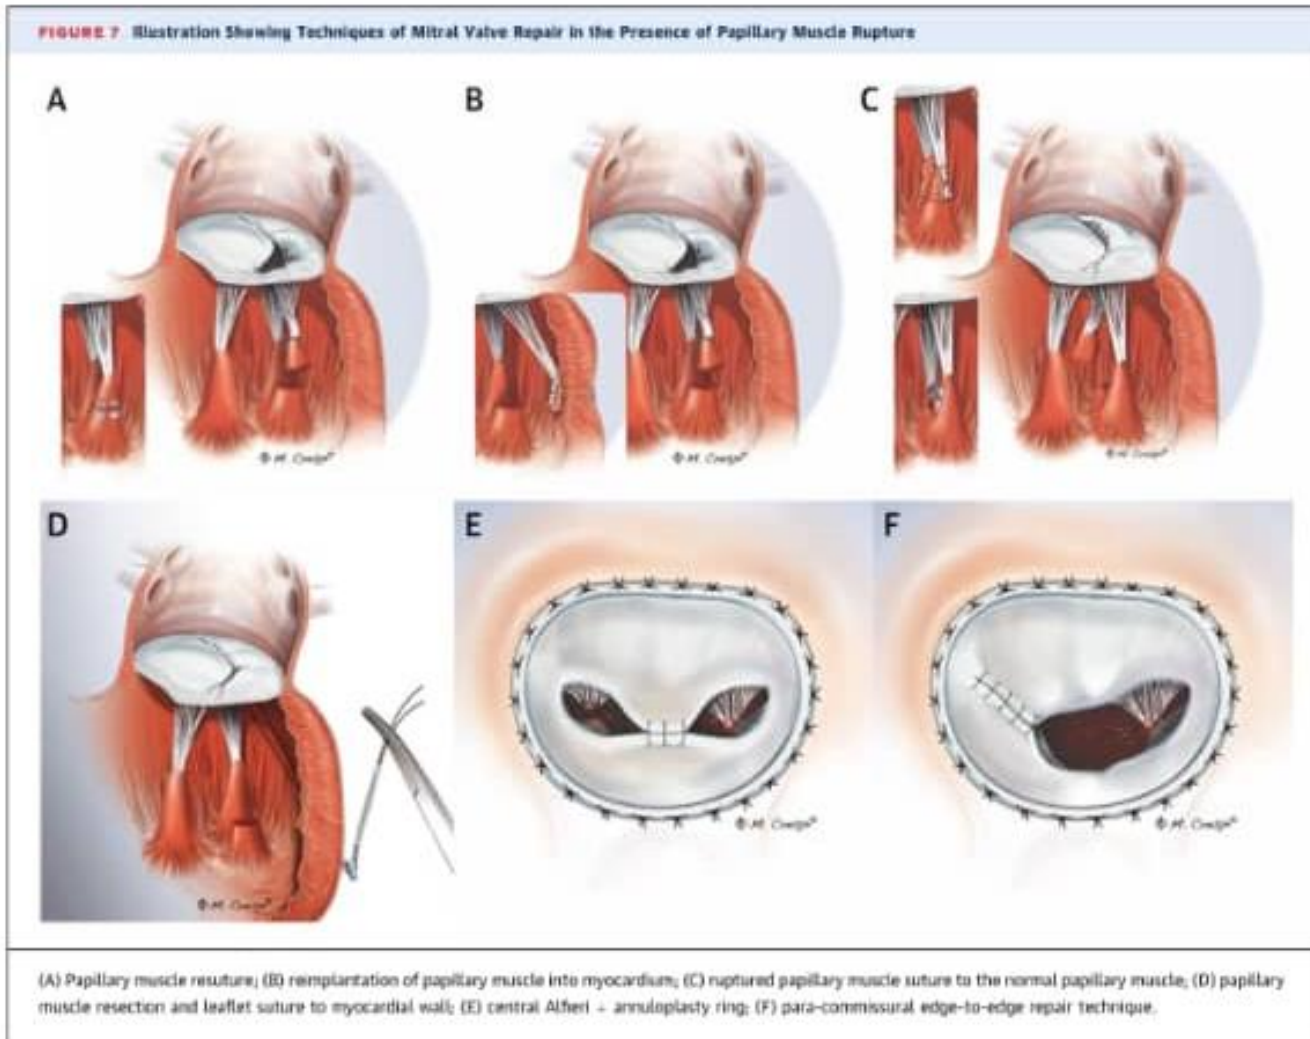 FIGURE 7 Illustration Showing Techniques of Mitral Valve Repair in the Presence of Papillary Muscle Rupture
A
B
C
D
E
F
(A) Papillary muscle resuture; (B) reimplantation of papillary muscle into myocardium; (C) ruptured papillary muscle suture to the normal papillary muscle; (D) papillary
muscle resection and leaflet suture to myocardial wall; (E) central Alfieri + annuloplasty ring; (F) para-commissural edge-to-edge repair technique.